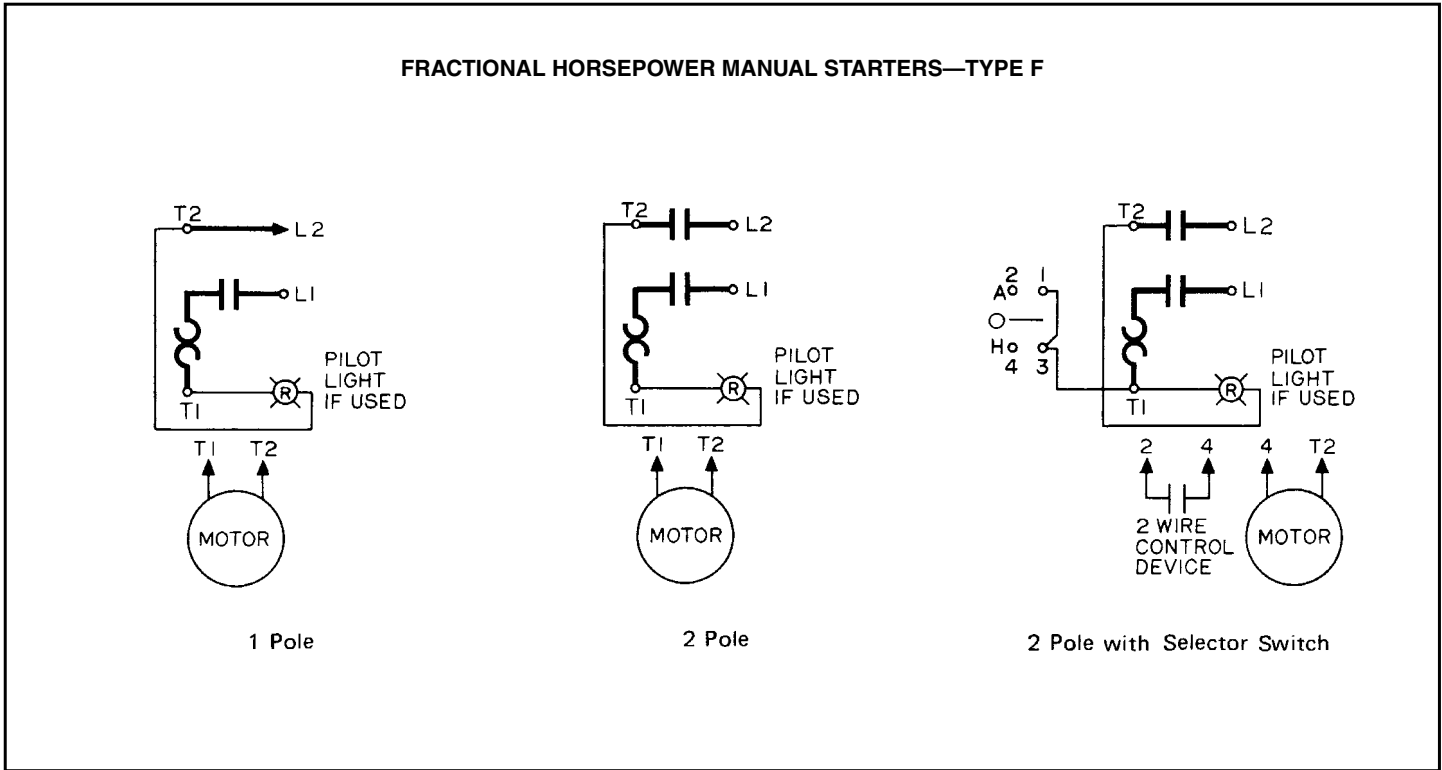 FRACTIONAL HORSEPOWER MANUAL STARTERS—TYPE F
T2
L2
L1
PILOT
LIGHT
IF USED
R
T1
T1 T2
MOTOR
1 Pole
T2
L2
L1
PILOT
LIGHT
IF USED
R
T1
T1 T2
MOTOR
2 Pole
T2
L2
2 1
A
L1
O
H
4 3
PILOT
LIGHT
IF USED
R
T1
2 4 4 T2
2 WIRE
CONTROL
DEVICE
MOTOR
2 Pole with Selector Switch